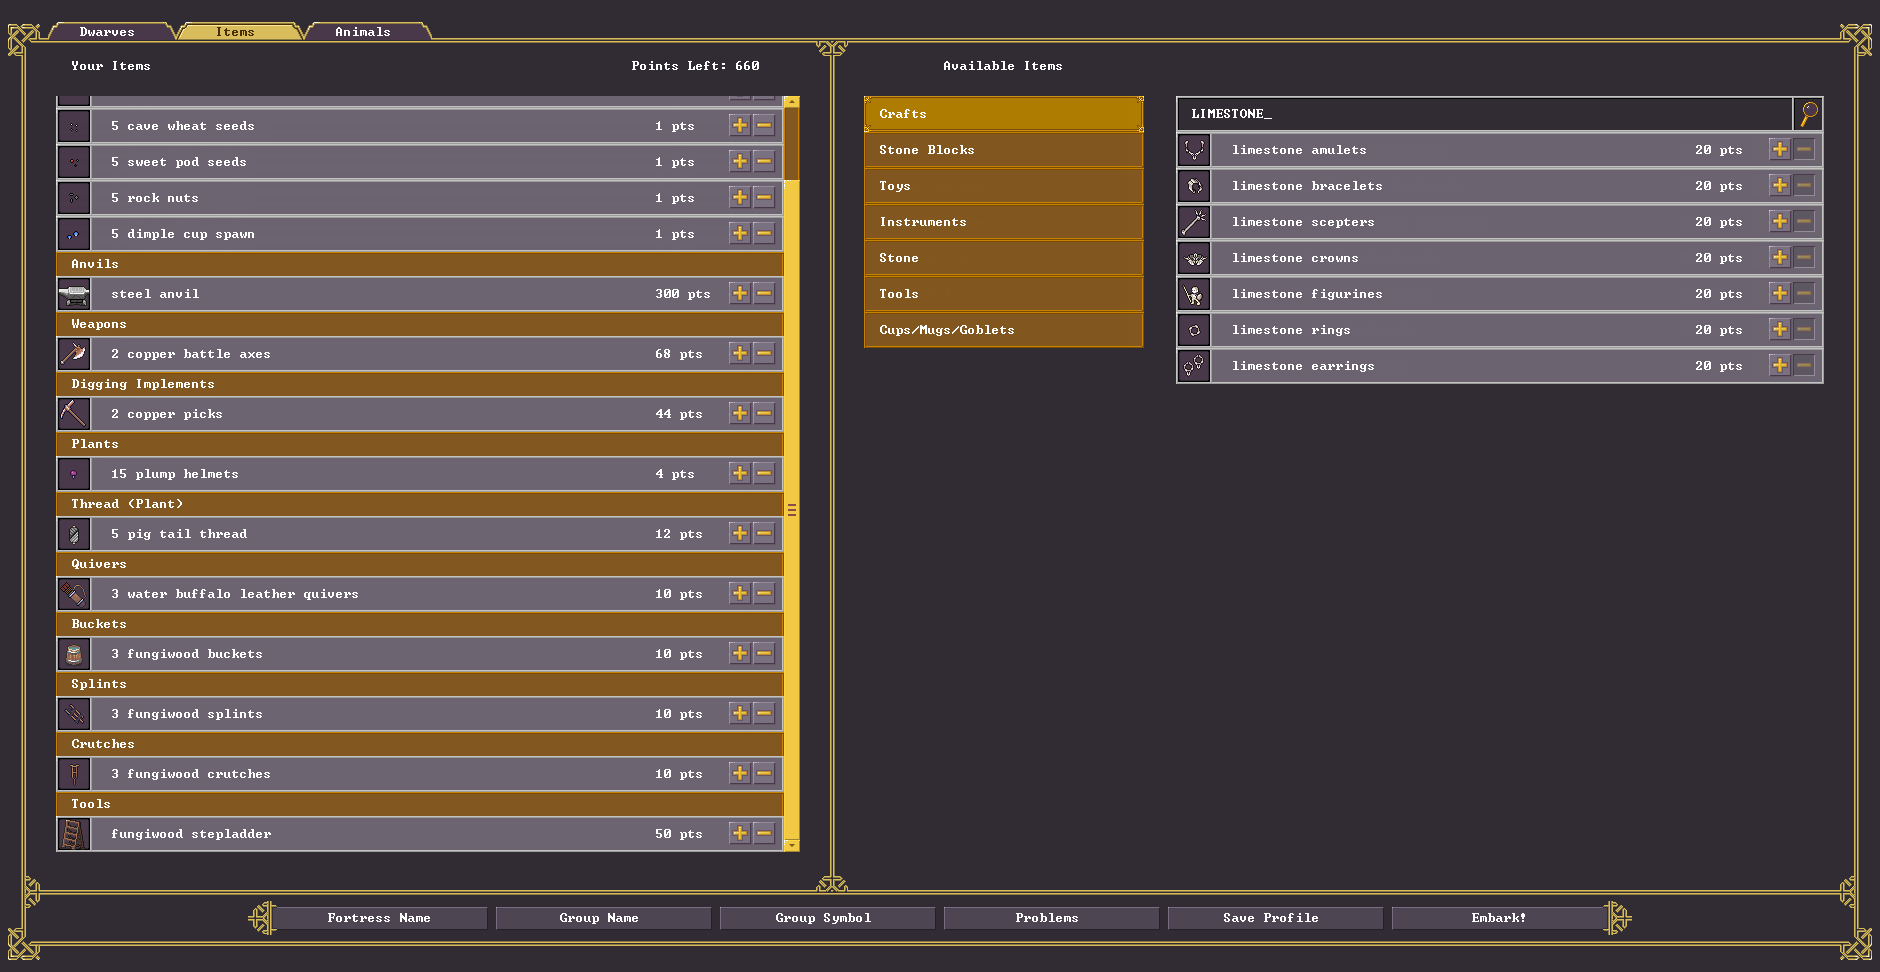 Dwarves
Items
Animals
Your Items
Points Left: 660
5 cave wheat seeds 1 pts
5 sweet pod seeds 1 pts
5 rock nuts 1 pts
5 dimple cup spawn 1 pts
Anvils
steel anvil 300 pts
Weapons
2 copper battle axes 68 pts
Digging Implements
2 copper picks 44 pts
Plants
15 plump helmets 4 pts
Thread (Plant)
5 pig tail thread 12 pts
Quivers
3 water buffalo leather quivers 10 pts
Buckets
3 fungiwood buckets 10 pts
Splints
3 fungiwood splints 10 pts
Crutches
3 fungiwood crutches 10 pts
Tools
fungiwood stepladder 50 pts
Available Items
Crafts
Stone Blocks
Toys
Instruments
Stone
Tools
Cups/Mugs/Goblets
LIMESTONE_
limestone amulets 20 pts
limestone bracelets 20 pts
limestone scepters 20 pts
limestone crowns 20 pts
limestone figurines 20 pts
limestone rings 20 pts
limestone earrings 20 pts
Fortress Name
Group Name
Group Symbol
Problems
Save Profile
Embark!